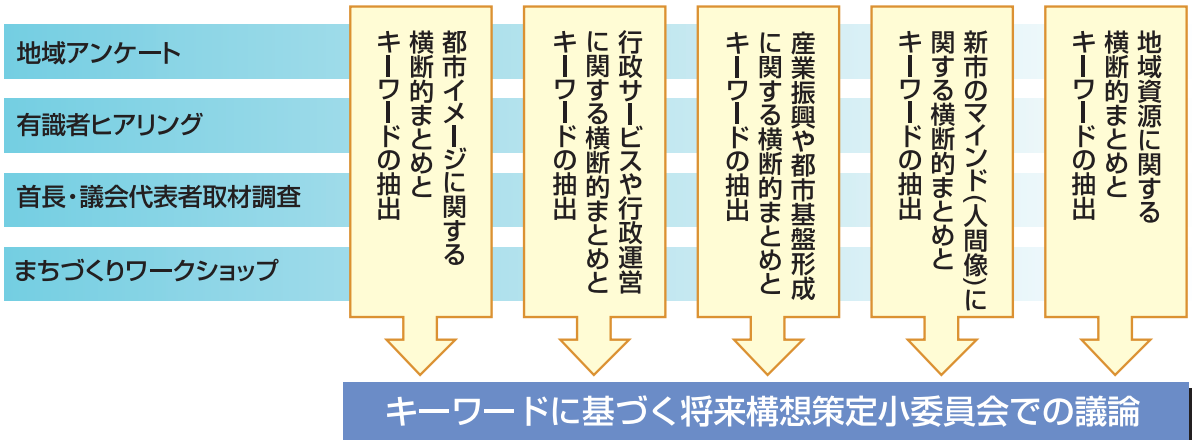 地域アンケート
有識者ヒアリング
首長・議会代表者取材調査
まちづくりワークショップ
都市イメージに関する
横断的まとめと
キーワードの抽出
行政サービスや行政運営
に関する横断的まとめと
キーワードの抽出
産業振興や都市基盤形成
に関する横断的まとめと
キーワードの抽出
新市のマインド(人間像)に
関する横断的まとめと
キーワードの抽出
地域資源に関する
横断的まとめと
キーワードの抽出
キーワードに基づく将来構想策定小委員会での議論